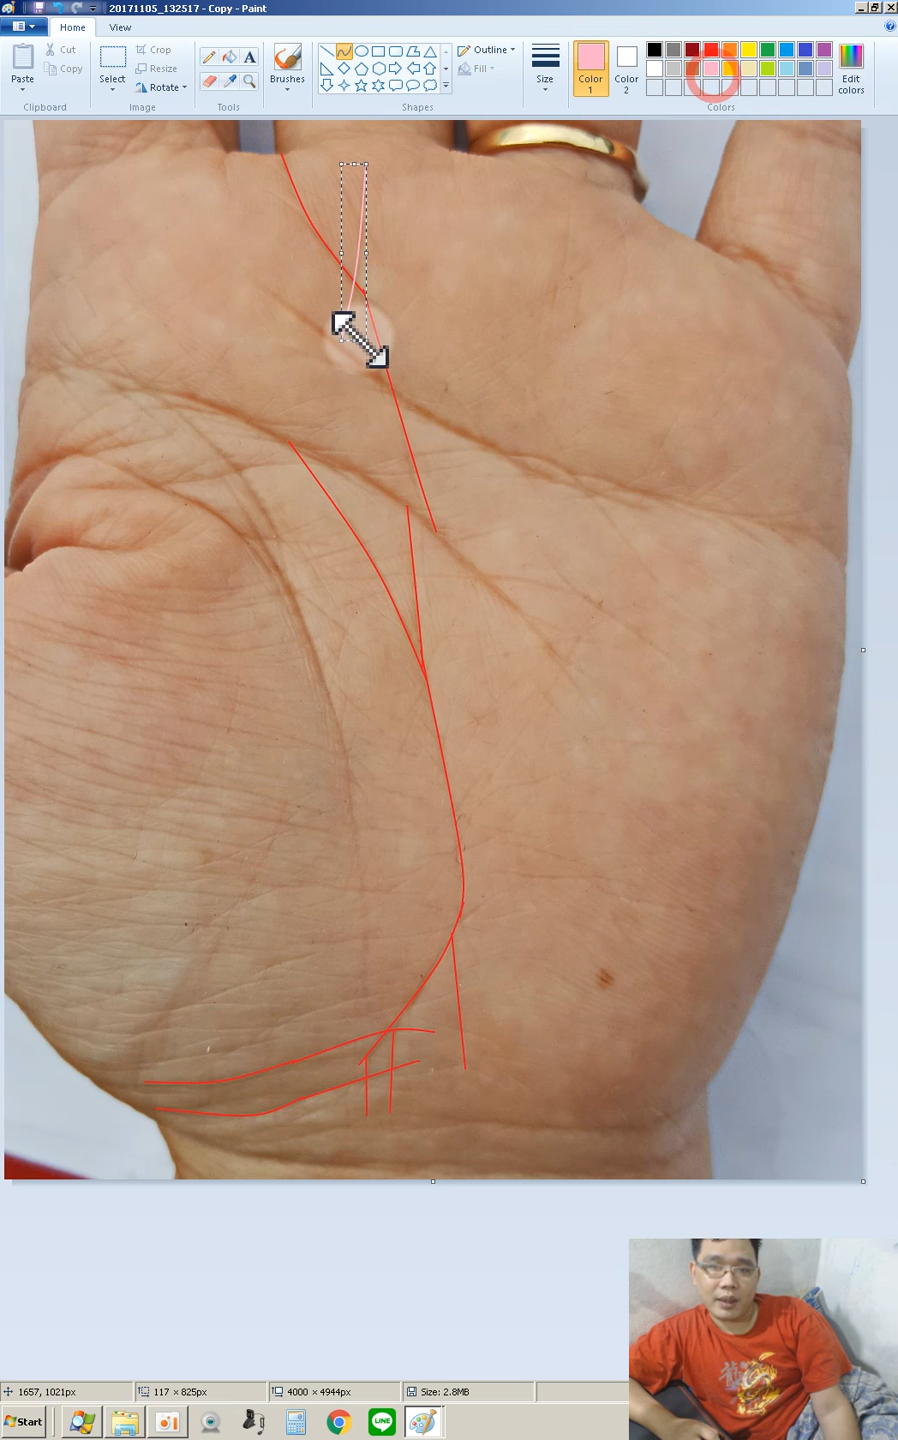 20171105_132517 - Copy - Paint
Home
View
Paste
Cut
Copy
Clipboard
Select
Crop
Resize
Rotate
Image
A
Tools
Brushes
Outline
Fill
Shapes
Size
Color
1
Color
2
Edit
colors
Colors
1657, 1021px
117 × 825px
4000 × 4944px
Size: 2.8MB
Start
LINE
龍